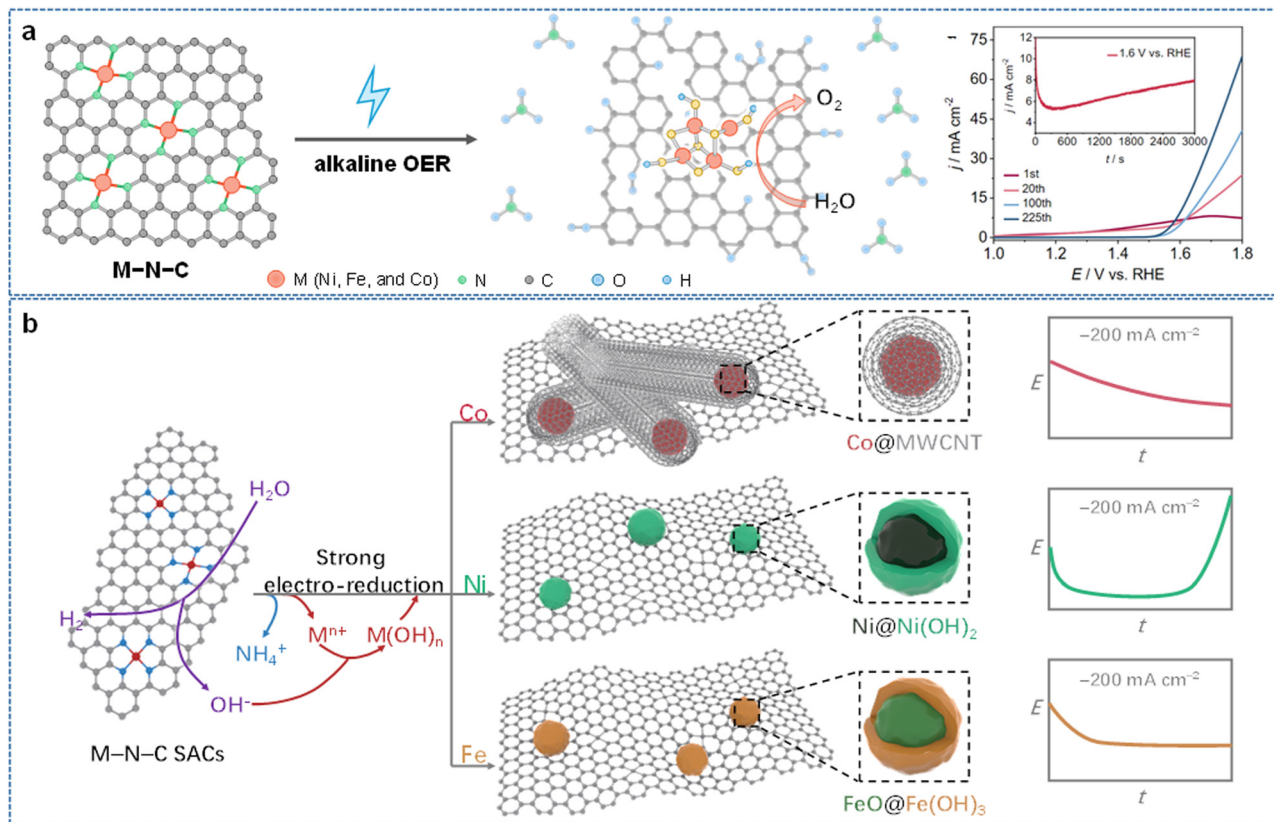 a
alkaline OER
M–N–C
O₂
H₂O
M (Ni, Fe, and Co)
N
C
O
H
j / mA cm⁻²
75
60
45
30
15
0
1.0
1.2
1.4
1.6
1.8
E / V vs. RHE
1st
20th
100th
225th
1.6 V vs. RHE
j / mA cm⁻²
12
10
8
6
4
0
600
1200
1800
2400
3000
t / s
b
H₂O
H₂
OH⁻
M–N–C SACs
Strong
electro-reduction
NH₄⁺
Mⁿ⁺
M(OH)ₙ
Co
Co@MWCNT
–200 mA cm⁻²
E
t
Ni
Ni@Ni(OH)₂
–200 mA cm⁻²
E
t
Fe
FeO@Fe(OH)₃
–200 mA cm⁻²
E
t